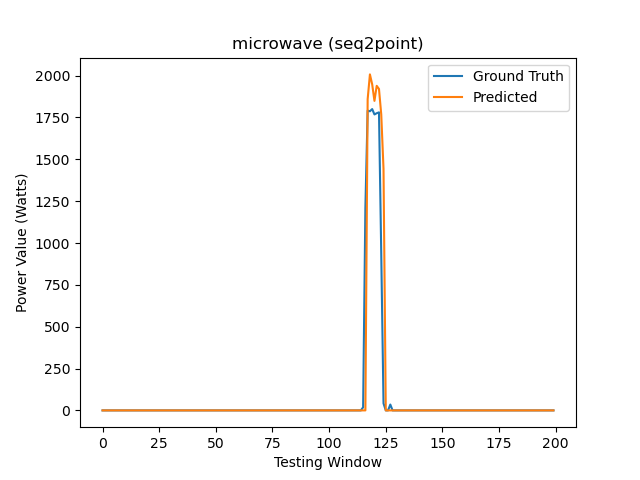 microwave (seq2point)
Ground Truth
Predicted
2000
1750
1500
1250
1000
750
500
250
0
Power Value (Watts)
0 25 50 75 100 125 150 175 200
Testing Window